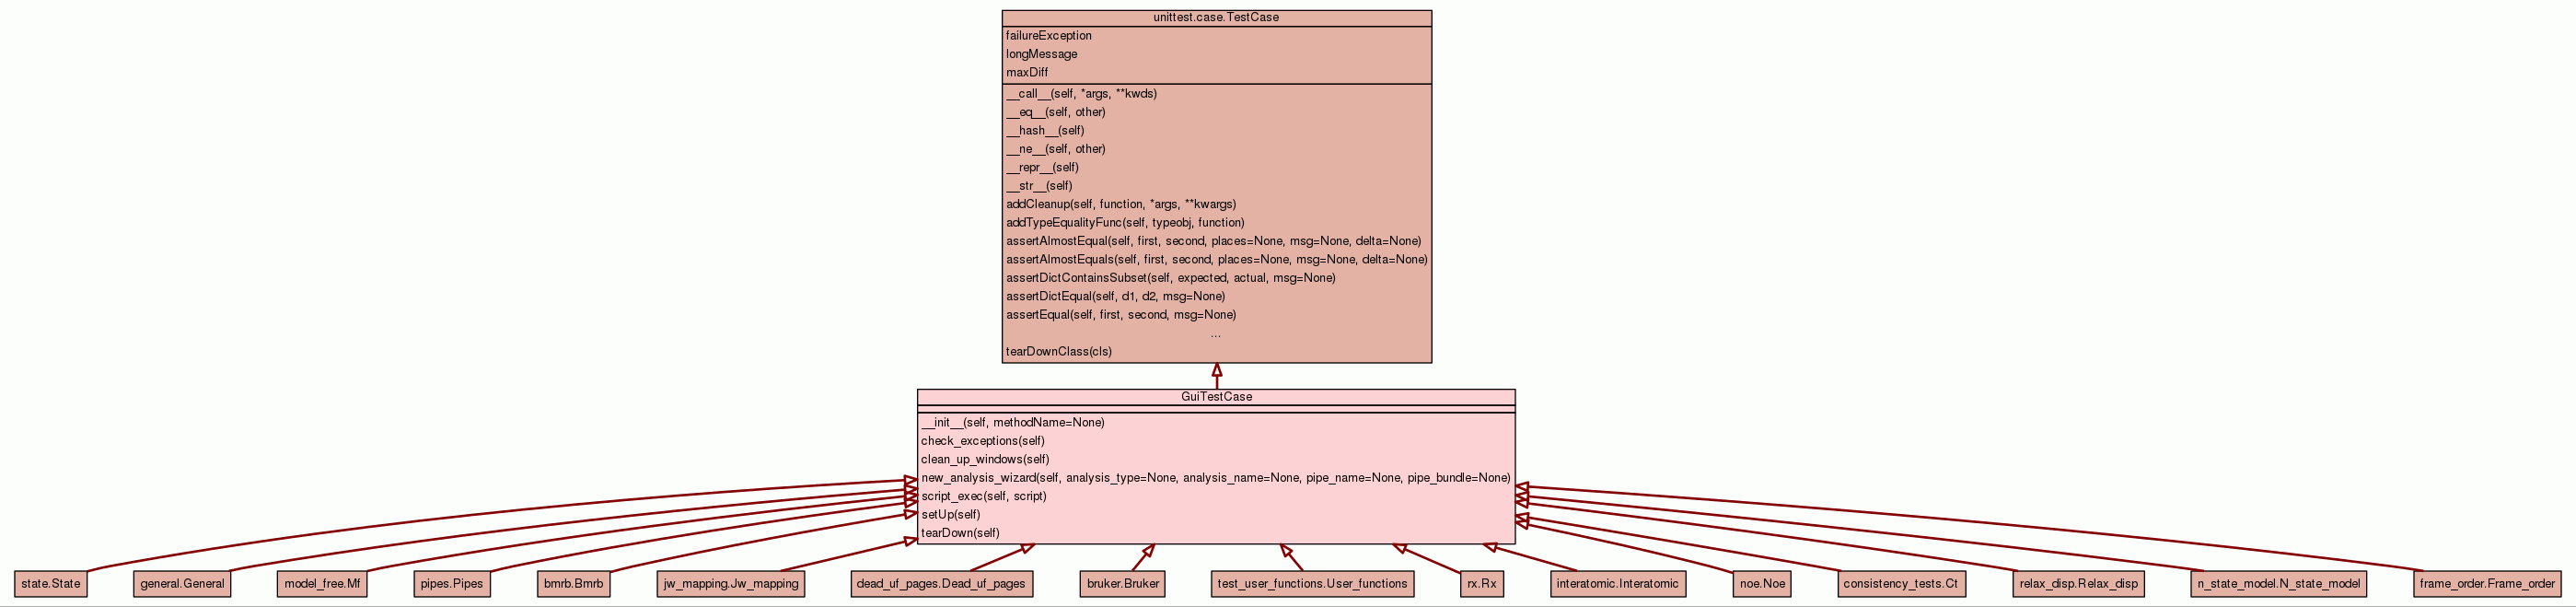 unittest.case.TestCase
failureException
longMessage
maxDiff
__call__(self, *args, **kwds)
__eq__(self, other)
__hash__(self)
__ne__(self, other)
__repr__(self)
__str__(self)
addCleanup(self, function, *args, **kwargs)
addTypeEqualityFunc(self, typeobj, function)
assertAlmostEqual(self, first, second, places=None, msg=None, delta=None)
assertAlmostEquals(self, first, second, places=None, msg=None, delta=None)
assertDictContainsSubset(self, expected, actual, msg=None)
assertDictEqual(self, d1, d2, msg=None)
assertEqual(self, first, second, msg=None)
...
tearDownClass(cls)
GuiTestCase
__init__(self, methodName=None)
check_exceptions(self)
clean_up_windows(self)
new_analysis_wizard(self, analysis_type=None, analysis_name=None, pipe_name=None, pipe_bundle=None)
script_exec(self, script)
setUp(self)
tearDown(self)
state.State
general.General
model_free.Mf
pipes.Pipes
bmrb.Bmrb
jw_mapping.Jw_mapping
dead_uf_pages.Dead_uf_pages
bruker.Bruker
test_user_functions.User_functions
rx.Rx
interatomic.Interatomic
noe.Noe
consistency_tests.Ct
relax_disp.Relax_disp
n_state_model.N_state_model
frame_order.Frame_order